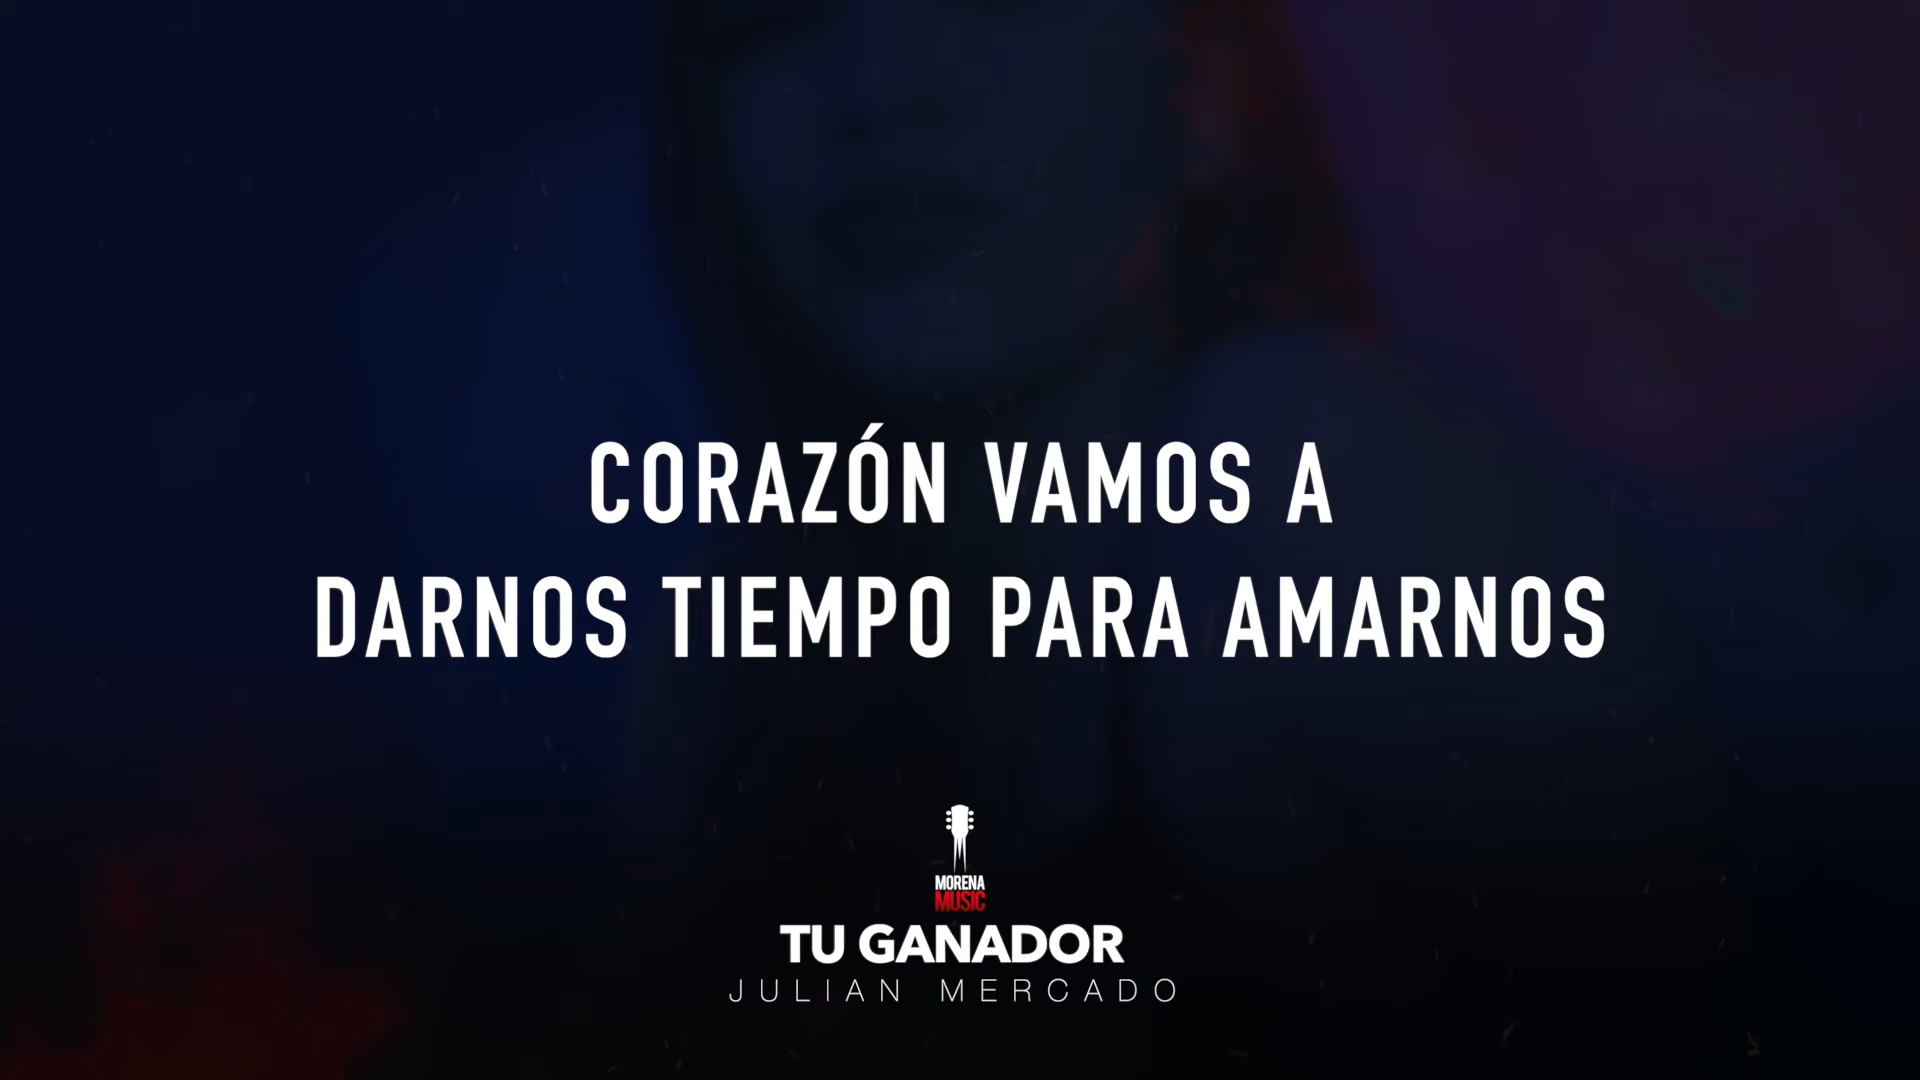 CORAZÓN VAMOS A
DARNOS TIEMPO PARA AMARNOS
MORENA
MUSIC
TU GANADOR
JULIAN MERCADO